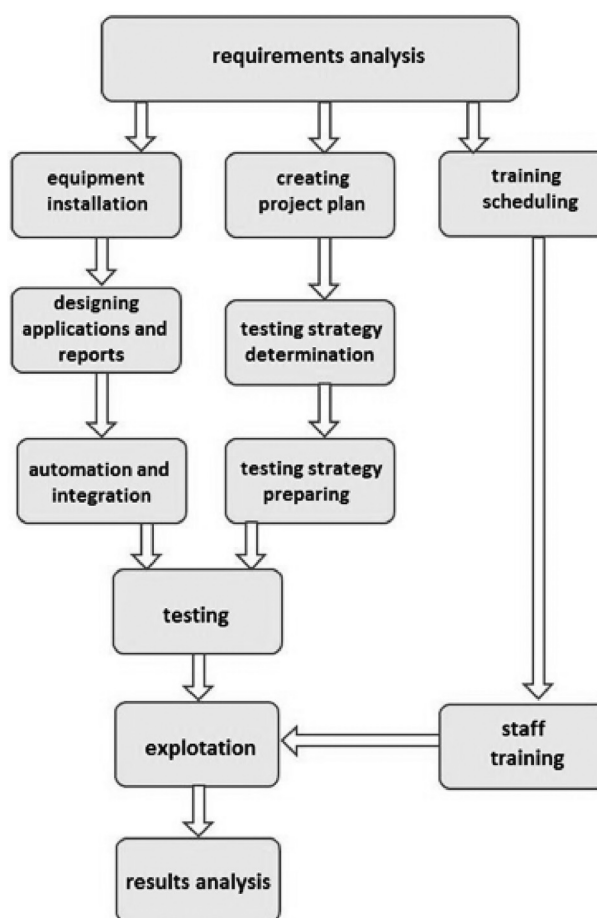 requirements analysis
equipment
installation
creating
project plan
training
scheduling
designing
applications and
reports
testing strategy
determination
automation and
integration
testing strategy
preparing
testing
explotation
staff
training
results analysis